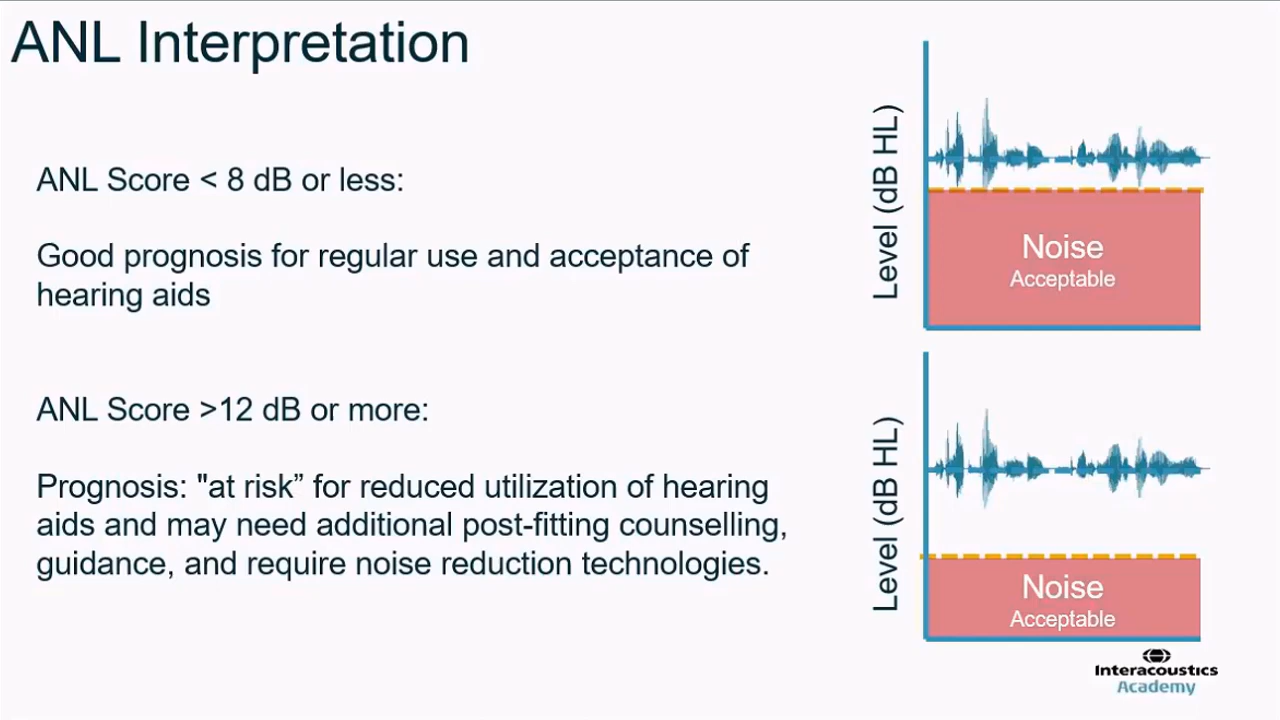 ANL Interpretation
ANL Score < 8 dB or less:
Good prognosis for regular use and acceptance of
hearing aids
ANL Score >12 dB or more:
Prognosis: "at risk” for reduced utilization of hearing
aids and may need additional post-fitting counselling,
guidance, and require noise reduction technologies.
Level (dB HL)
Noise
Acceptable
Level (dB HL)
Noise
Acceptable
Interacoustics
Academy